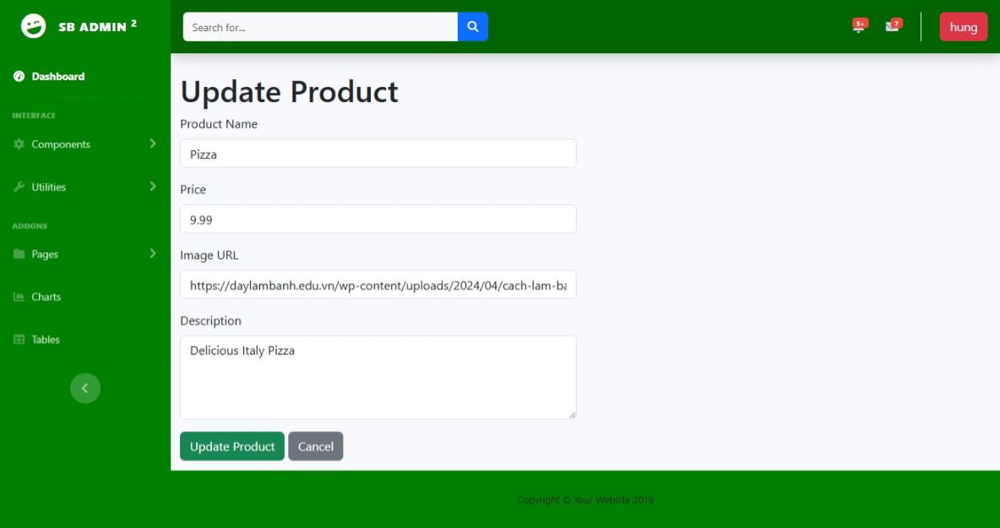 SB ADMIN 2
Search for...
3+
7
hung
Dashboard
INTERFACE
Components
Utilities
ADDONS
Pages
Charts
Tables
Update Product
Product Name
Pizza
Price
9.99
Image URL
https://daylambanh.edu.vn/wp-content/uploads/2024/04/cach-lam-ba
Description
Delicious Italy Pizza
Update Product
Cancel
Copyright © Your Website 2019